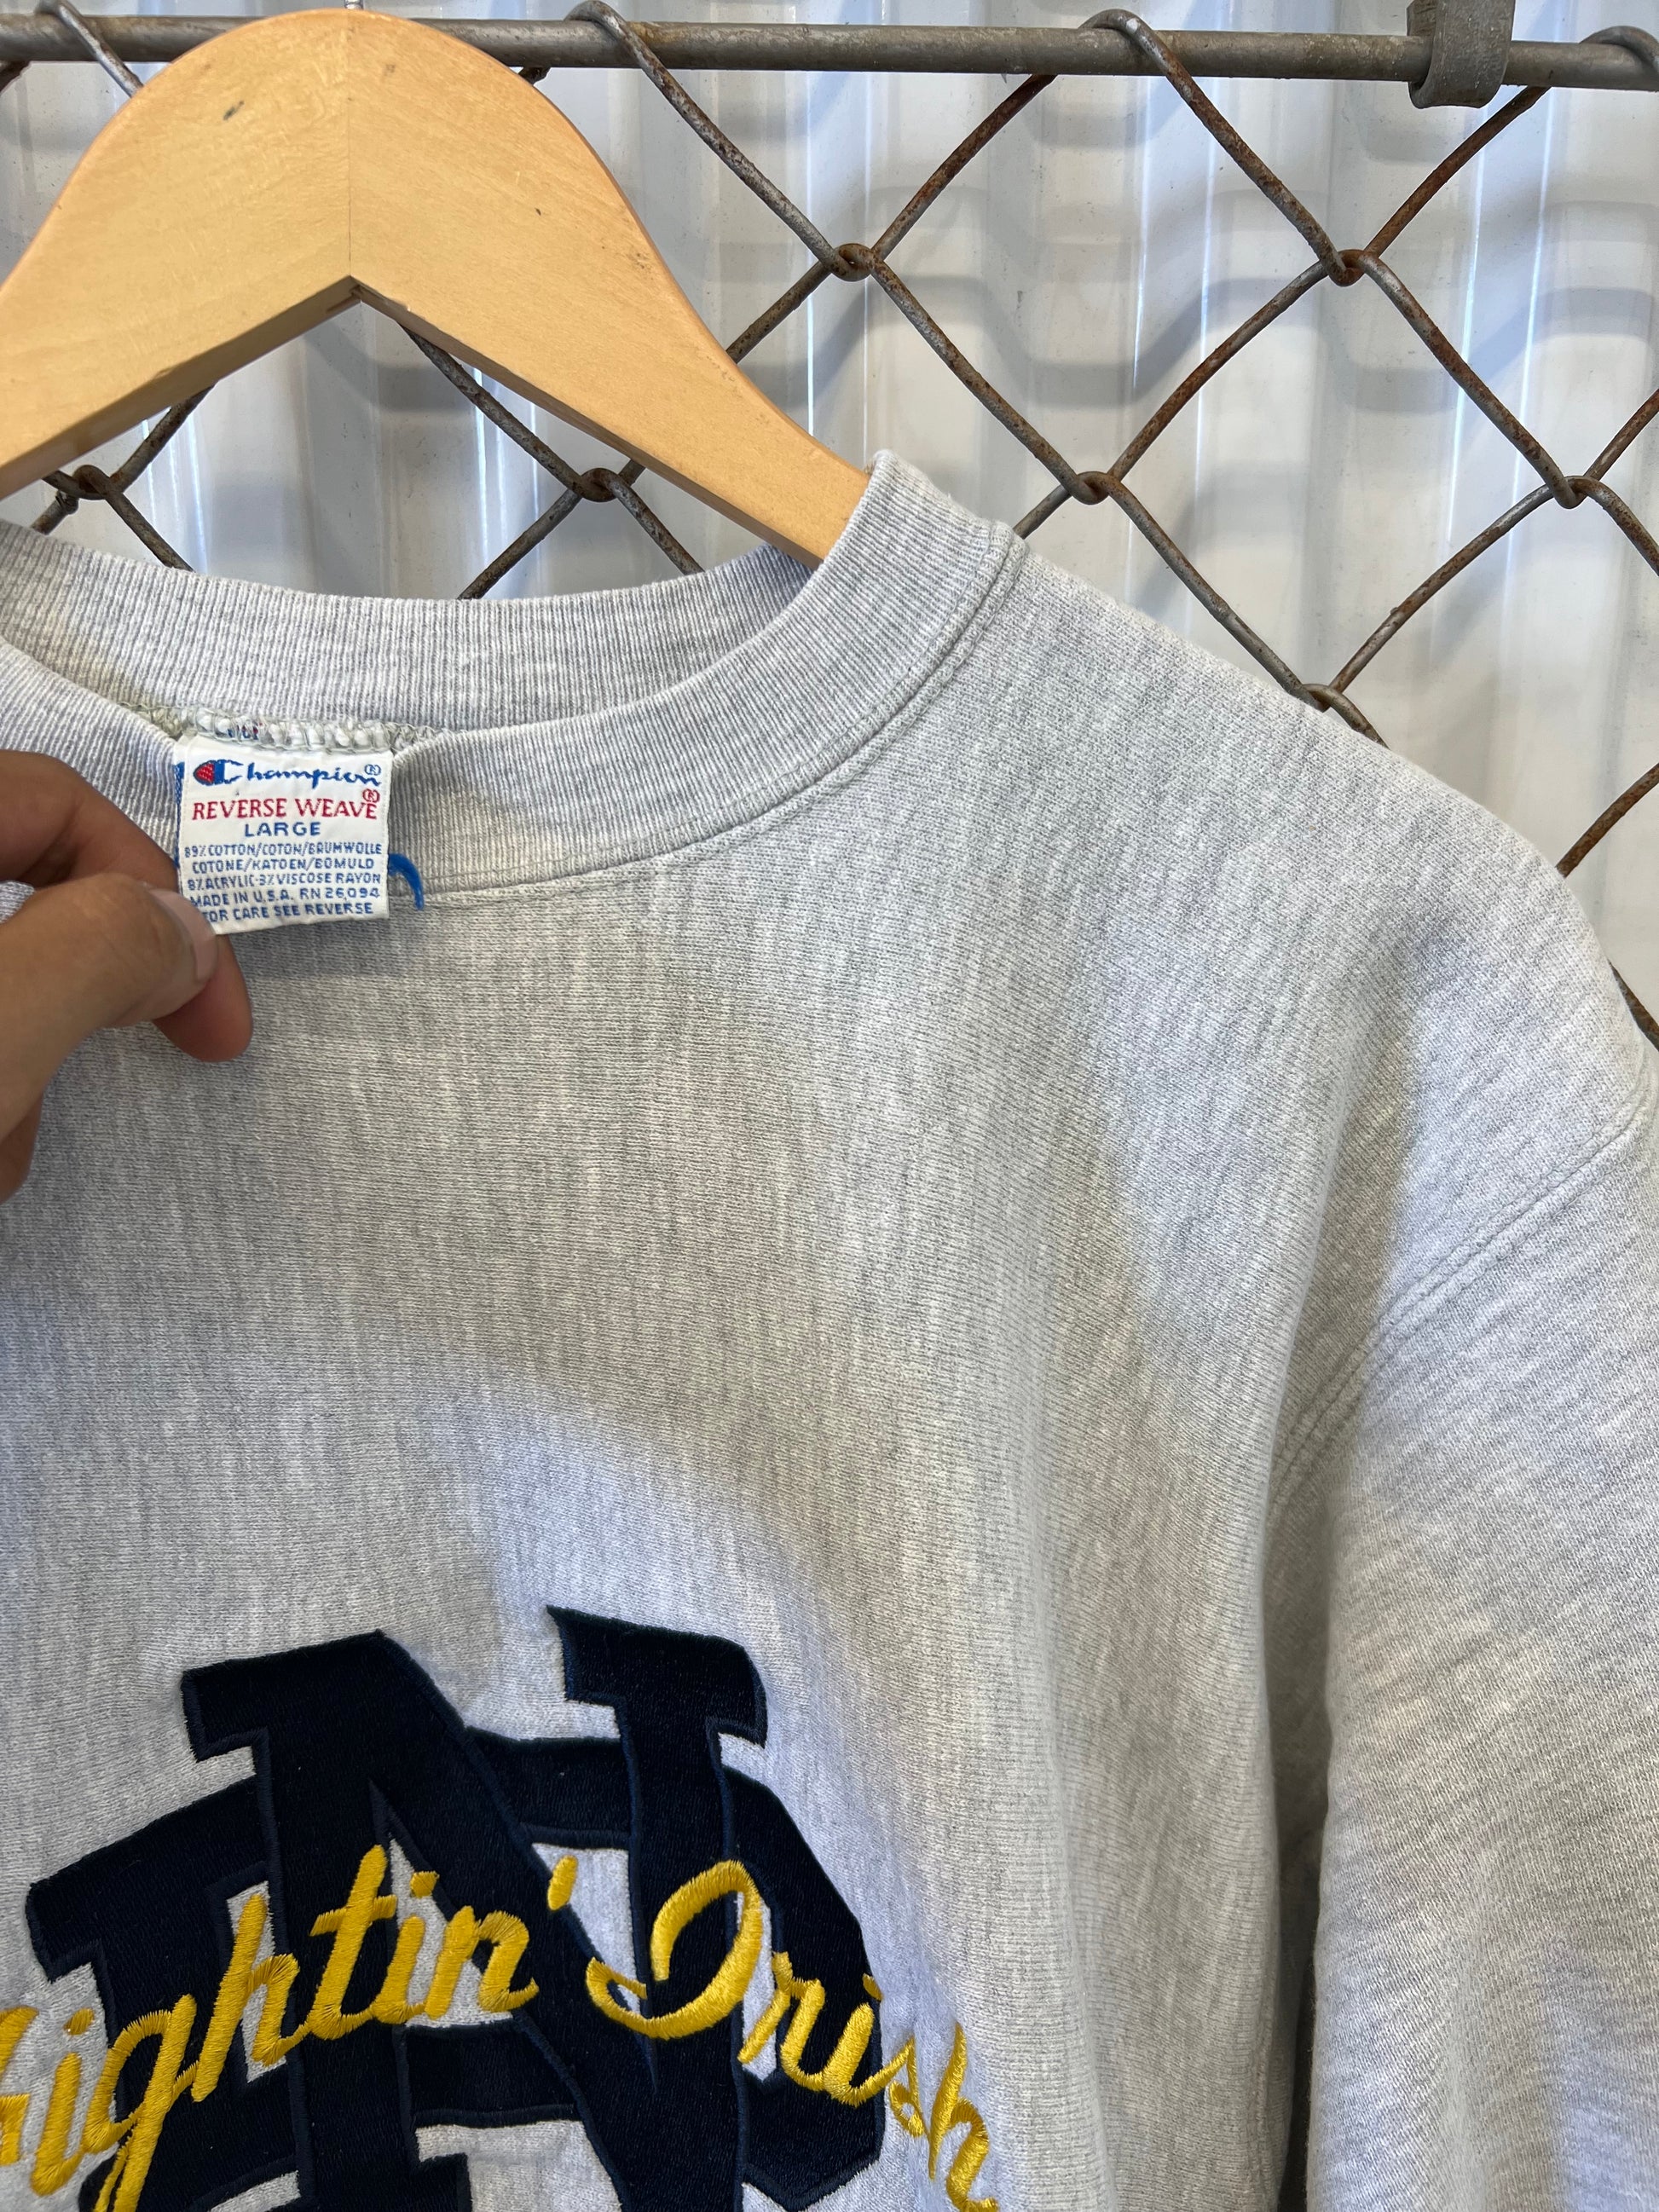 Champion®
REVERSE WEAVE®
LARGE
89% COTTON/COTON/BAUMWOLLE
COTONE/KATOEN/BOMULD
8% ACRYLIC-3% VISCOSE RAYON
MADE IN U.S.A. RN 26094
FOR CARE SEE REVERSE
ND
Fightin' Irish